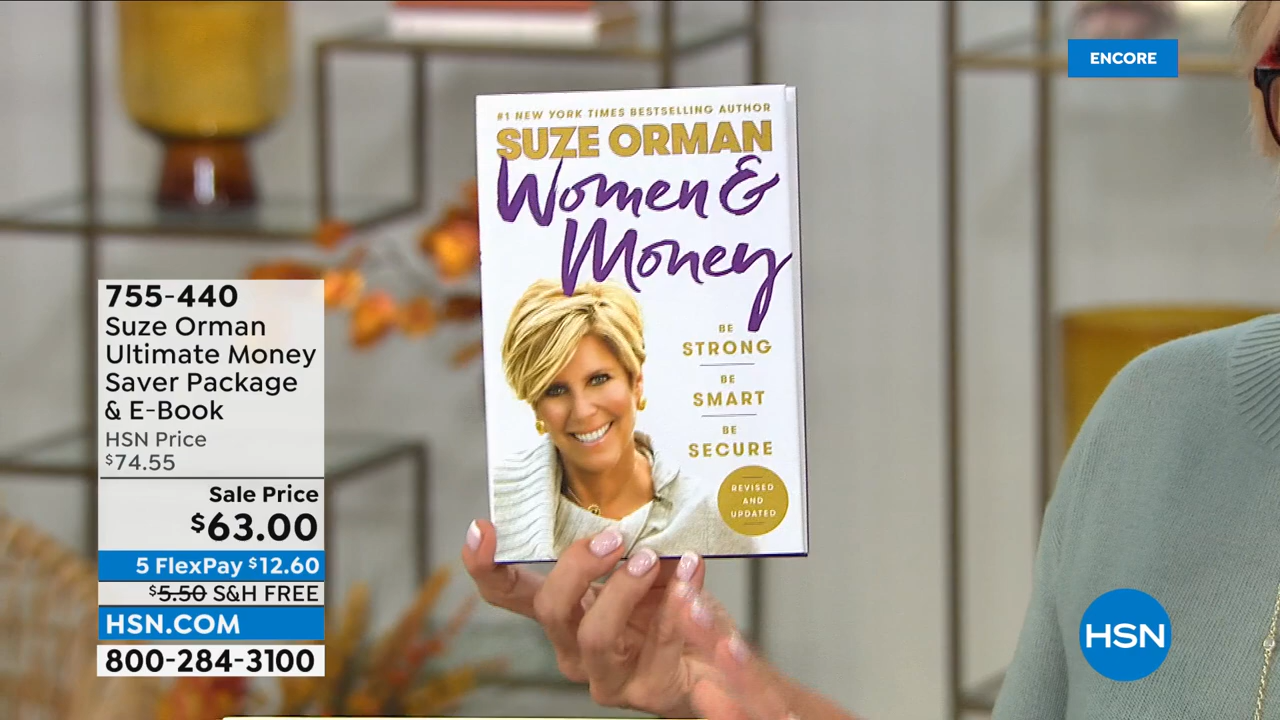 ENCORE
#1 NEW YORK TIMES BESTSELLING AUTHOR
SUZE ORMAN
Women &
Money
BE
STRONG
BE
SMART
BE
SECURE
REVISED
AND
UPDATED
755-440
Suze Orman
Ultimate Money
Saver Package
& E-Book
HSN Price
$74.55
Sale Price
$63.00
5 FlexPay $12.60
$5.50 S&H FREE
HSN.COM
800-284-3100
HSN